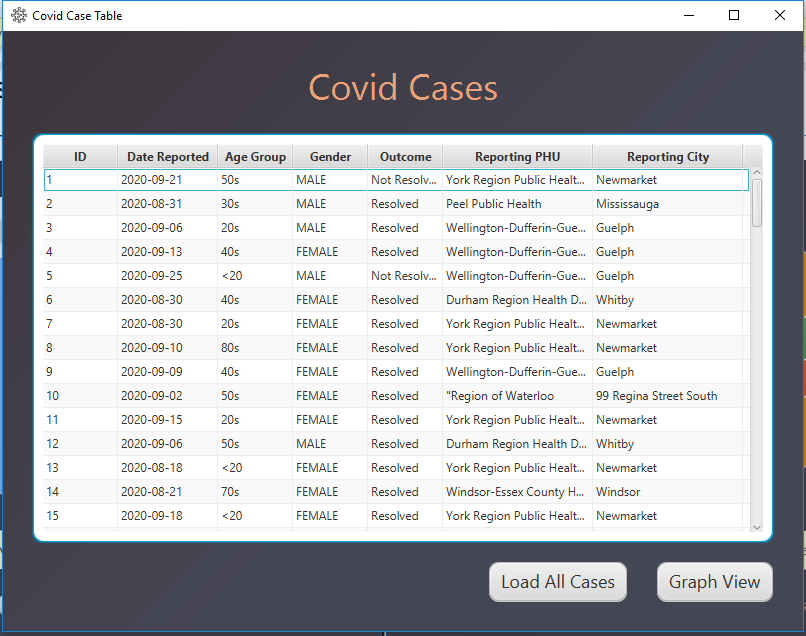 Covid Case Table
Covid Cases
ID Date Reported Age Group Gender Outcome Reporting PHU Reporting City
1 2020-09-21 50s MALE Not Resolv... York Region Public Healt... Newmarket
2 2020-08-31 30s MALE Resolved Peel Public Health Mississauga
3 2020-09-06 20s MALE Resolved Wellington-Dufferin-Gue... Guelph
4 2020-09-13 40s FEMALE Resolved Wellington-Dufferin-Gue... Guelph
5 2020-09-25 <20 MALE Not Resolv... Wellington-Dufferin-Gue... Guelph
6 2020-08-30 40s FEMALE Resolved Durham Region Health D... Whitby
7 2020-08-30 20s FEMALE Resolved York Region Public Healt... Newmarket
8 2020-09-10 80s FEMALE Resolved York Region Public Healt... Newmarket
9 2020-09-09 40s FEMALE Resolved Wellington-Dufferin-Gue... Guelph
10 2020-09-02 50s FEMALE Resolved "Region of Waterloo 99 Regina Street South
11 2020-09-15 20s FEMALE Resolved York Region Public Healt... Newmarket
12 2020-09-06 50s MALE Resolved Durham Region Health D... Whitby
13 2020-08-18 <20 FEMALE Resolved York Region Public Healt... Newmarket
14 2020-08-21 70s FEMALE Resolved Windsor-Essex County H... Windsor
15 2020-09-18 <20 FEMALE Resolved York Region Public Healt... Newmarket
Load All Cases Graph View